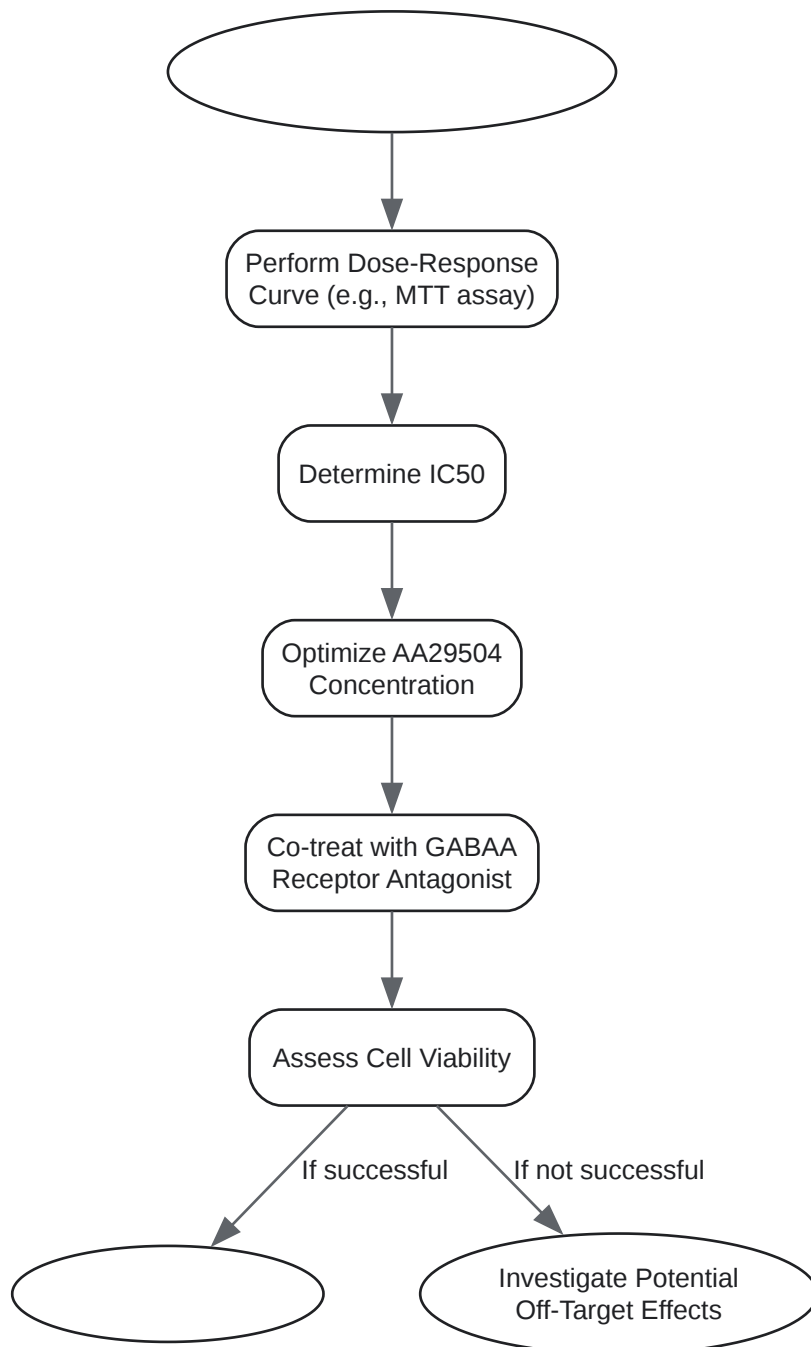 Perform Dose-Response
Curve (e.g., MTT assay)
Determine IC50
Optimize AA29504
Concentration
Co-treat with GABAA
Receptor Antagonist
Assess Cell Viability
If successful
If not successful
Investigate Potential
Off-Target Effects